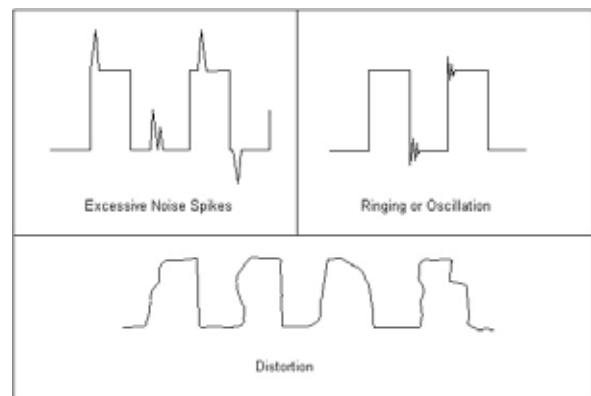 Excessive Noise Spikes
Ringing or Oscillation
Distortion